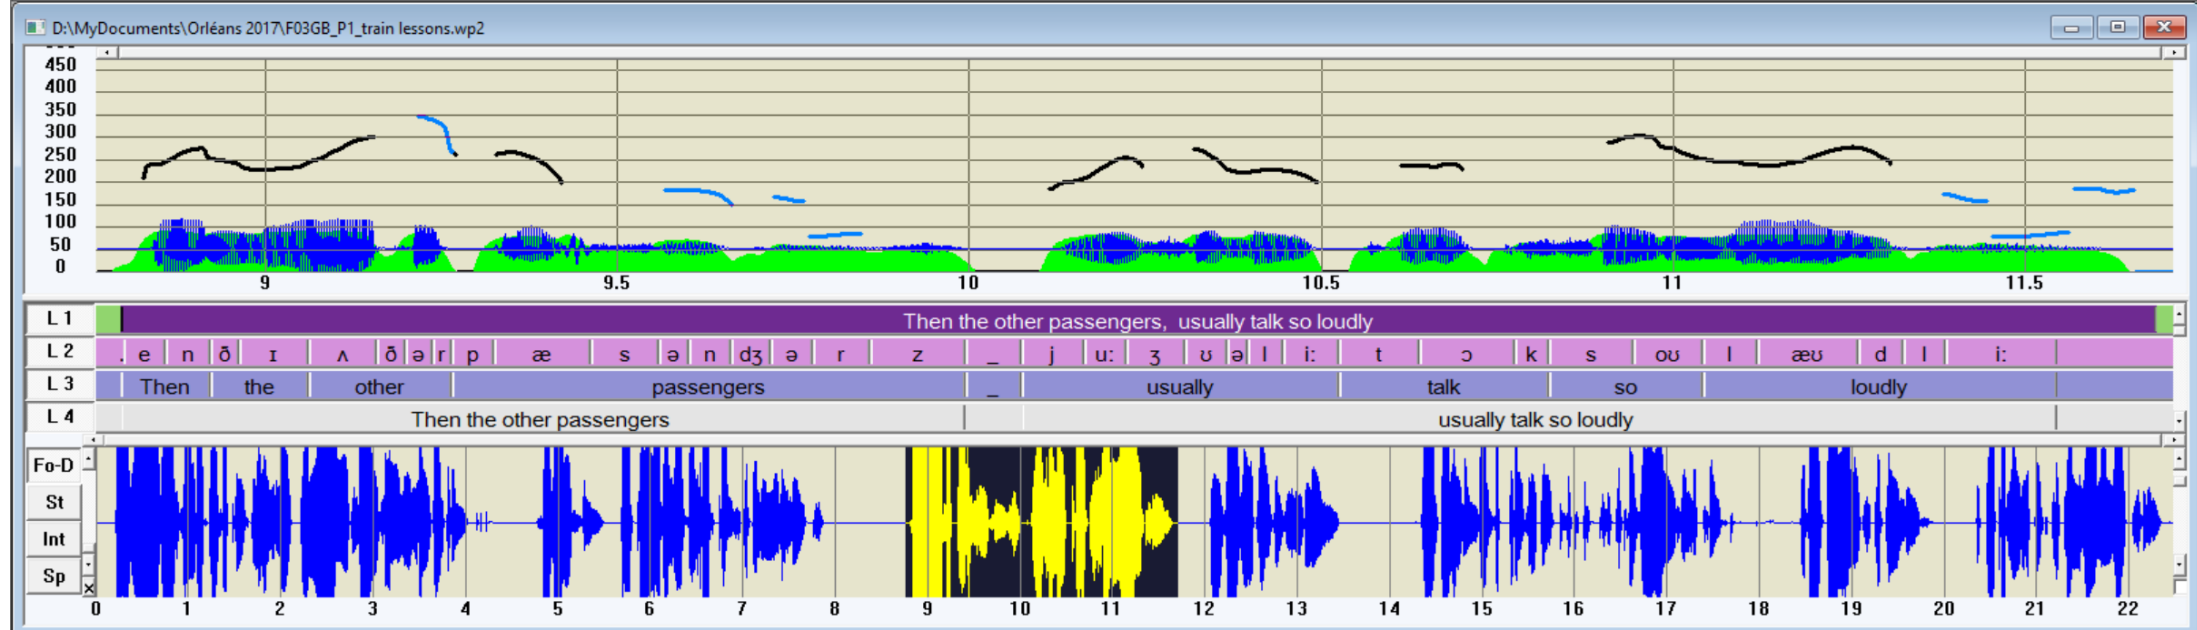 D:\MyDocuments\Orléans 2017\F03GB_P1_train lessons.wp2
450
400
350
300
250
200
150
100
50
0
9 9.5 10 10.5 11 11.5
L 1 Then the other passengers, usually talk so loudly
L 2 . e n ð ɪ ʌ ð ə r p æ s ə n dʒ ə r z _ j u: ʒ ʊ ə l i: t ɔ k s oʊ l æʊ d l i:
L 3 Then the other passengers _ usually talk so loudly
L 4 Then the other passengers usually talk so loudly
Fo-D
St
Int
Sp
0 1 2 3 4 5 6 7 8 9 10 11 12 13 14 15 16 17 18 19 20 21 22